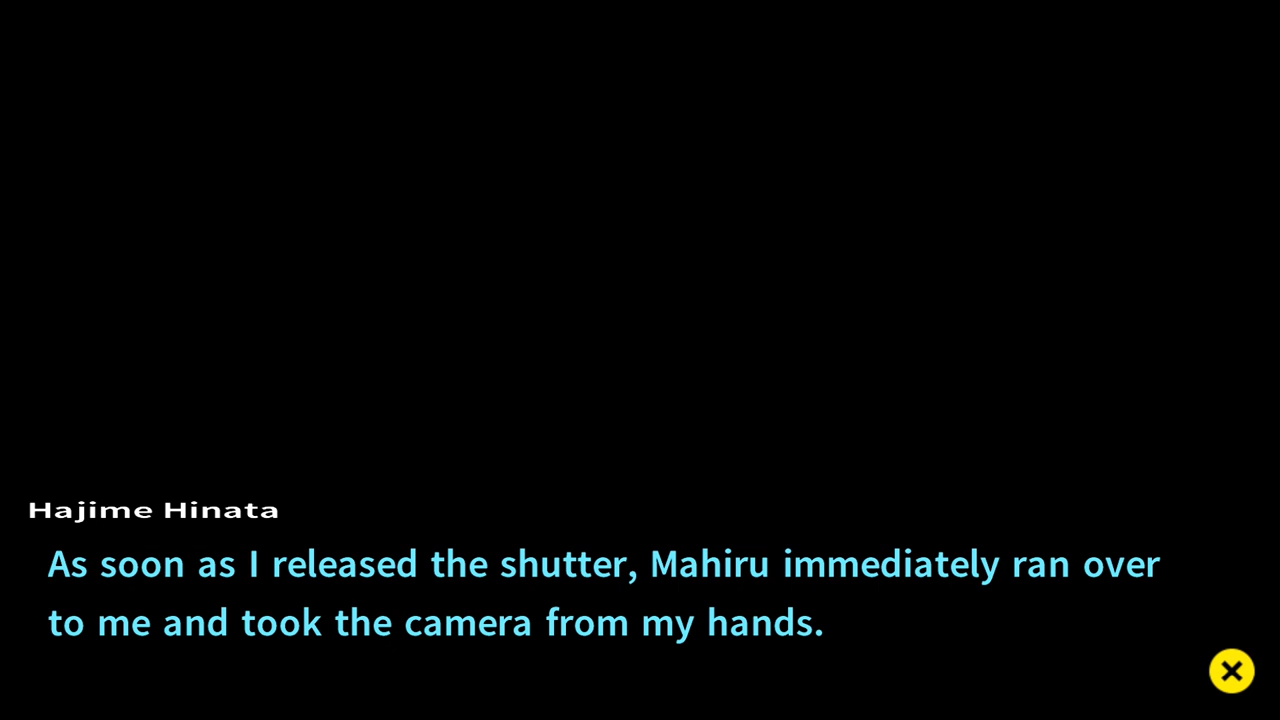 Hajime Hinata
As soon as I released the shutter, Mahiru immediately ran over
to me and took the camera from my hands.